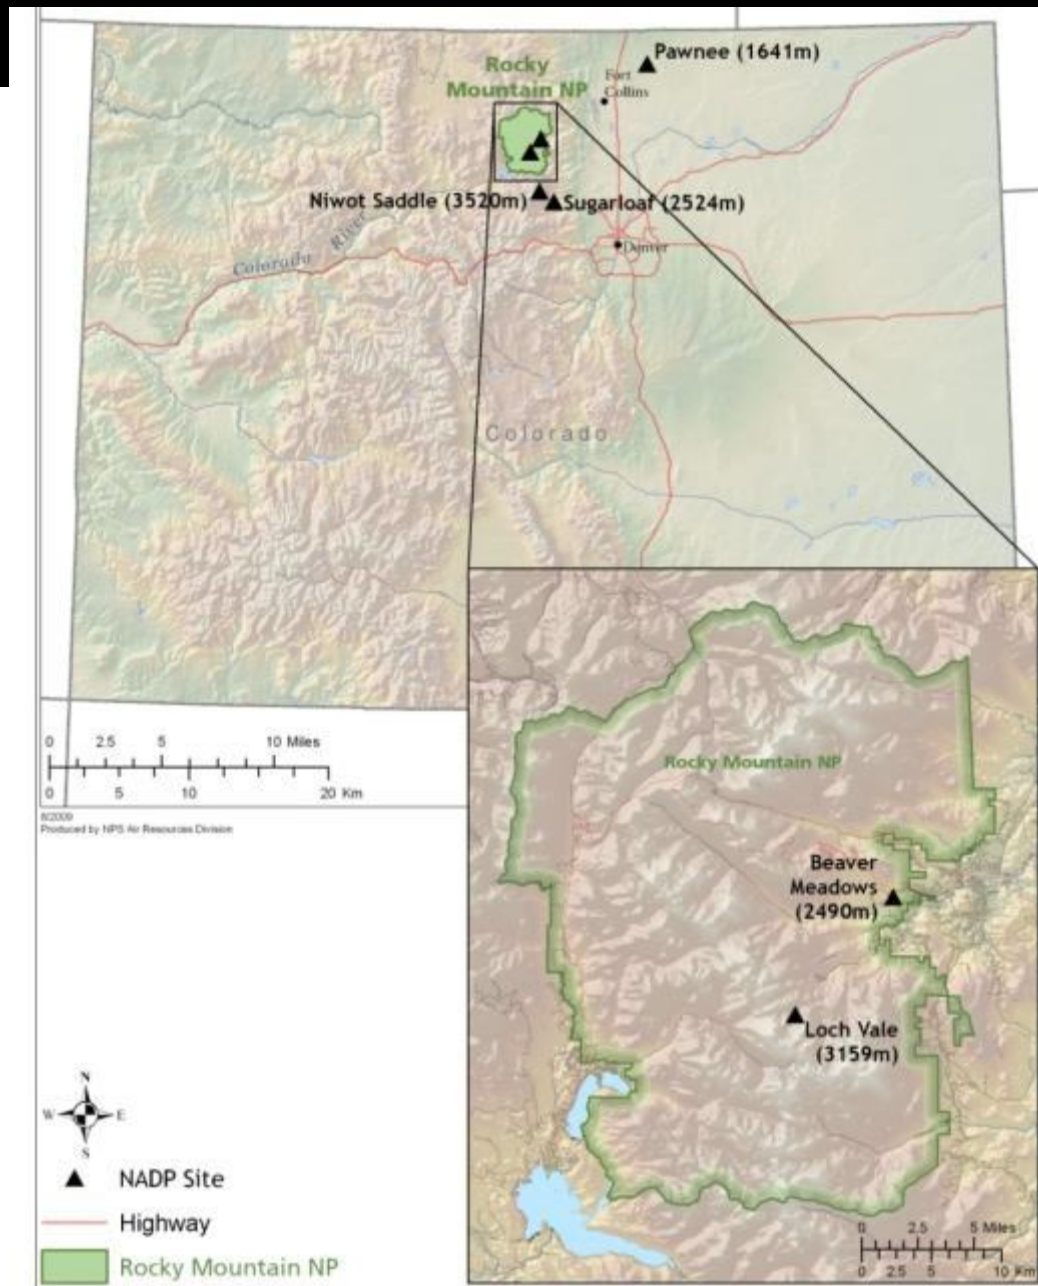 Pawnee (1641m)
Rocky
Mountain NP
Fort
Collins
Niwot Saddle (3520m)
Sugarloaf (2524m)
Denver
Colorado River
Colorado
0 2.5 5 10 Miles
0 5 10 20 Km
8/2009
Produced by NPS Air Resources Division
Rocky Mountain NP
Beaver
Meadows
(2490m)
Loch Vale
(3159m)
N
W E
S
NADP Site
Highway
Rocky Mountain NP
0 2.5 5 Miles
0 2.5 5 10 Km